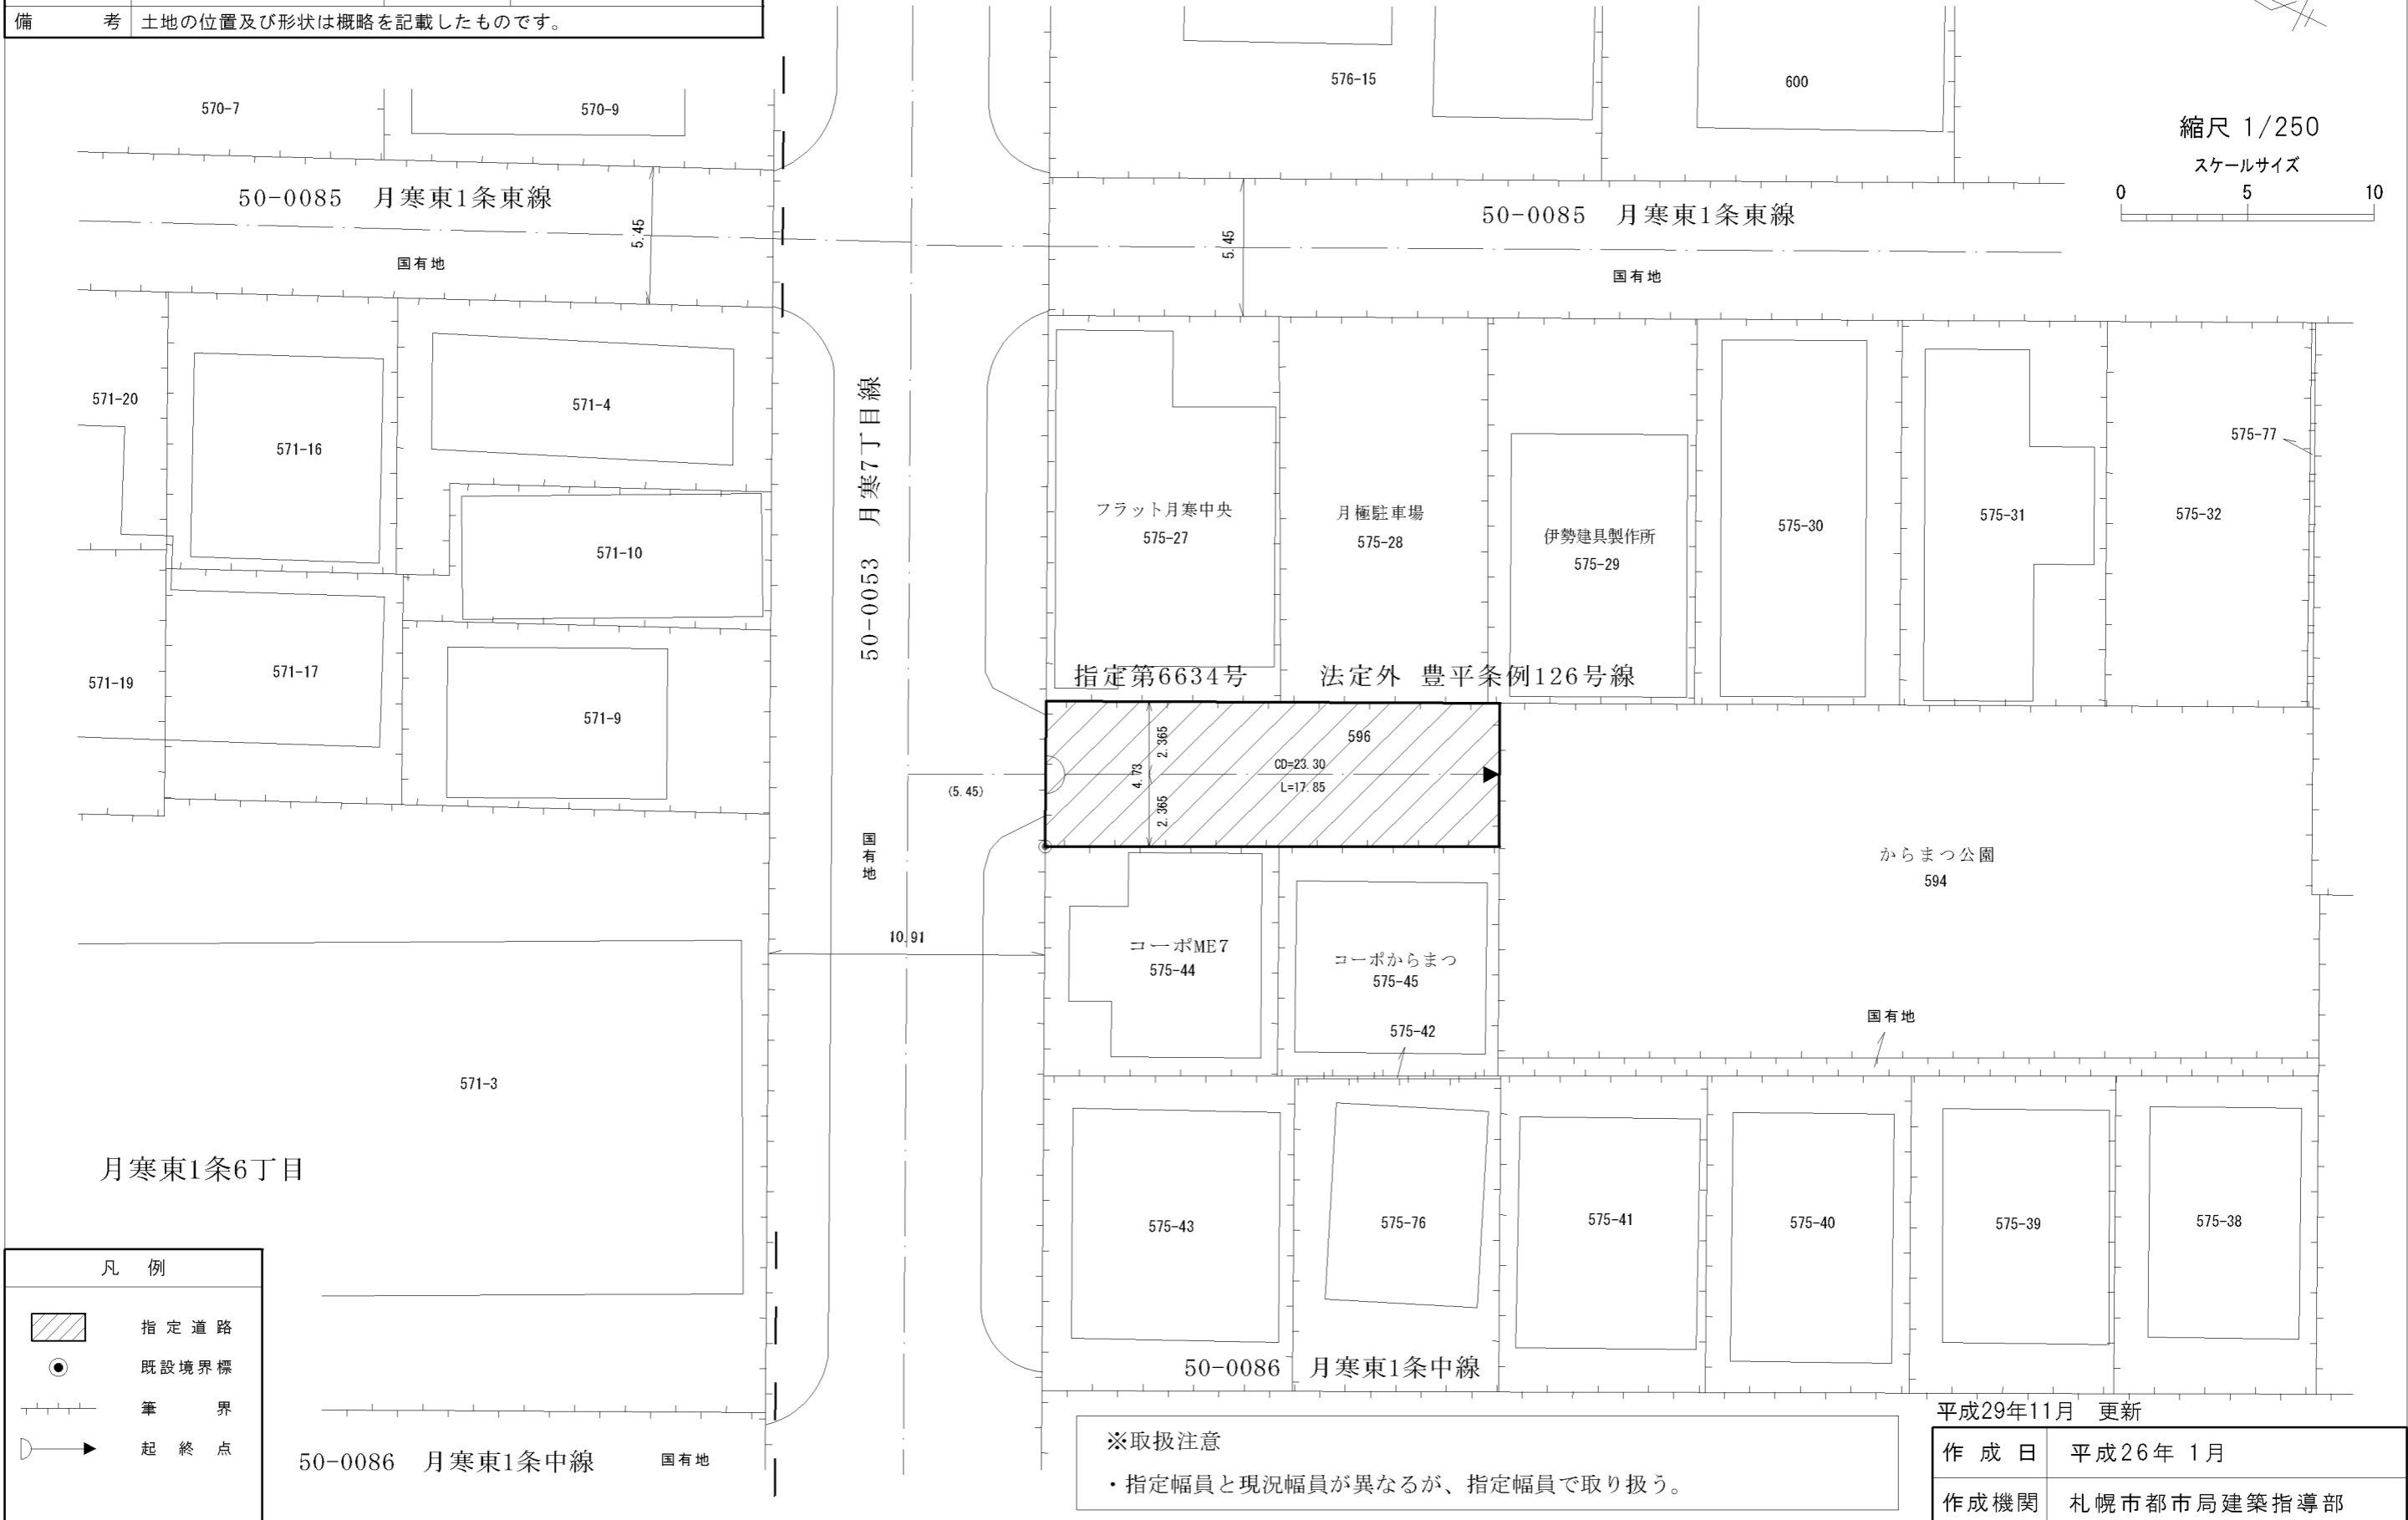 備 考 土地の位置及び形状は概略を記載したものです。
576-15
600
570-7
570-9
縮尺 1/250
スケールサイズ
0 5 10
50-0085 月寒東1条東線
5.45
国有地
50-0085 月寒東1条東線
5.45
国有地
571-20
571-16
571-4
571-10
571-19
571-17
571-9
50-0053 月寒7丁目線
フラット月寒中央
575-27
月極駐車場
575-28
伊勢建具製作所
575-29
575-30
575-31
575-32
575-77
指定第6634号 法定外 豊平条例126号線
596
2.365
4.73
2.365
CD=23.30
L=17.85
(5.45)
国有地
10.91
コーポME7
575-44
コーポからまつ
575-45
575-42
からまつ公園
594
国有地
571-3
月寒東1条6丁目
575-43
575-76
575-41
575-40
575-39
575-38
50-0086 月寒東1条中線
凡 例
指定道路
既設境界標
筆 界
起終点
50-0086 月寒東1条中線
国有地
※取扱注意
・指定幅員と現況幅員が異なるが、指定幅員で取り扱う。
平成29年11月 更新
作成日 平成26年 1月
作成機関 札幌市都市局建築指導部